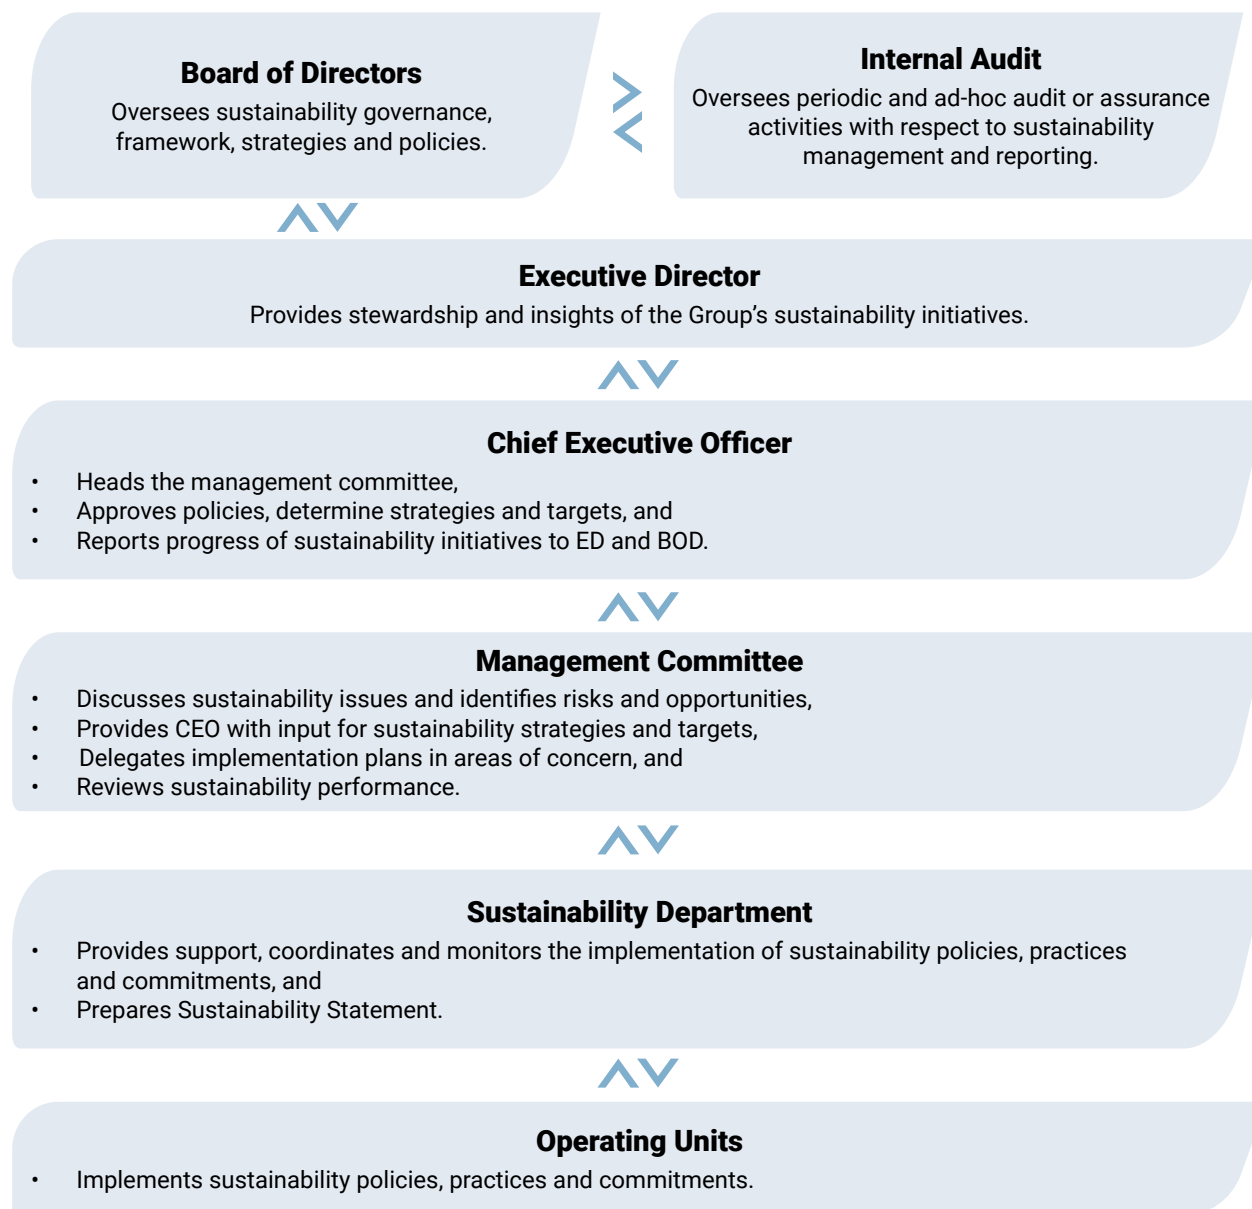 Board of Directors
Oversees sustainability governance,
framework, strategies and policies.
Internal Audit
Oversees periodic and ad-hoc audit or assurance
activities with respect to sustainability
management and reporting.
Executive Director
Provides stewardship and insights of the Group’s sustainability initiatives.
Chief Executive Officer
• Heads the management committee,
• Approves policies, determine strategies and targets, and
• Reports progress of sustainability initiatives to ED and BOD.
Management Committee
• Discusses sustainability issues and identifies risks and opportunities,
• Provides CEO with input for sustainability strategies and targets,
• Delegates implementation plans in areas of concern, and
• Reviews sustainability performance.
Sustainability Department
• Provides support, coordinates and monitors the implementation of sustainability policies, practices
and commitments, and
• Prepares Sustainability Statement.
Operating Units
• Implements sustainability policies, practices and commitments.